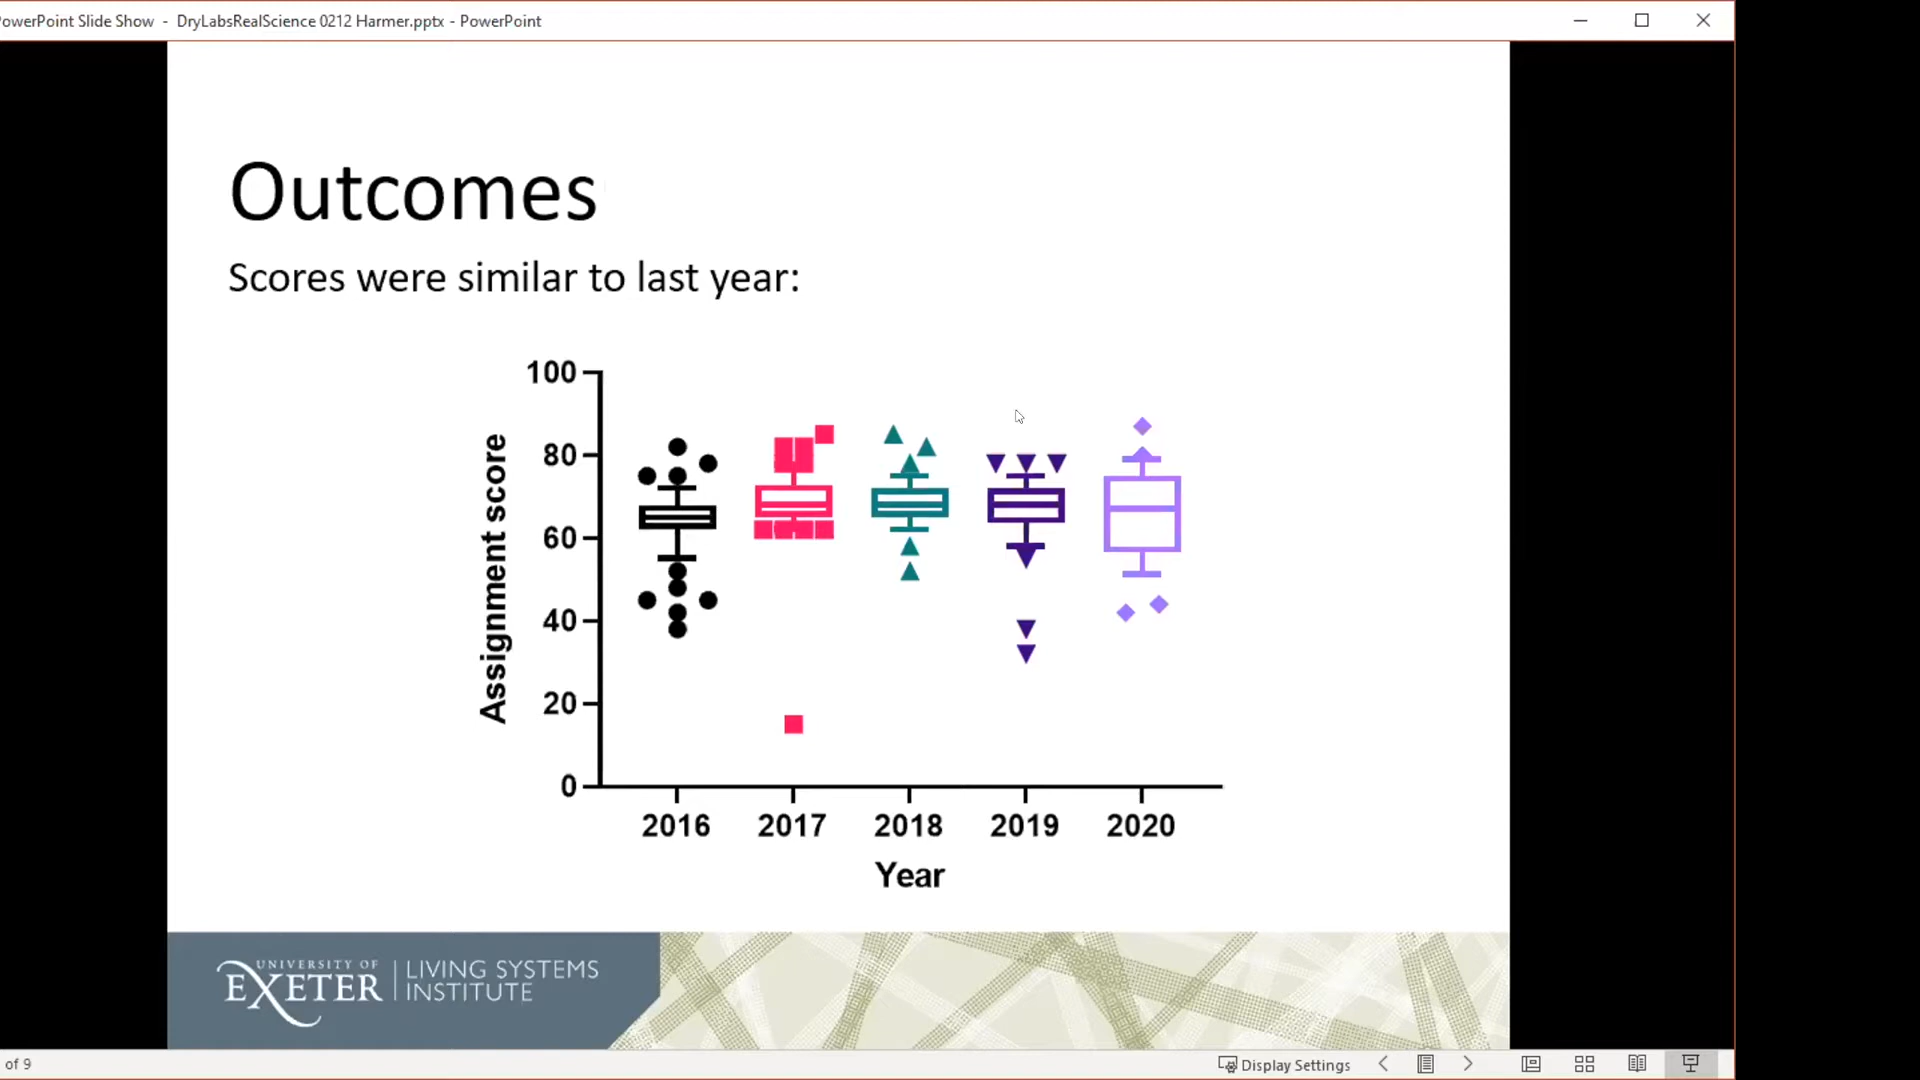 owerPoint Slide Show - DryLabsRealScience 0212 Harmer.pptx - PowerPoint
Outcomes
Scores were similar to last year:
100
80
60
40
20
0
Assignment score
2016 2017 2018 2019 2020
Year
UNIVERSITY OF
EXETER
LIVING SYSTEMS
INSTITUTE
of 9
Display Settings